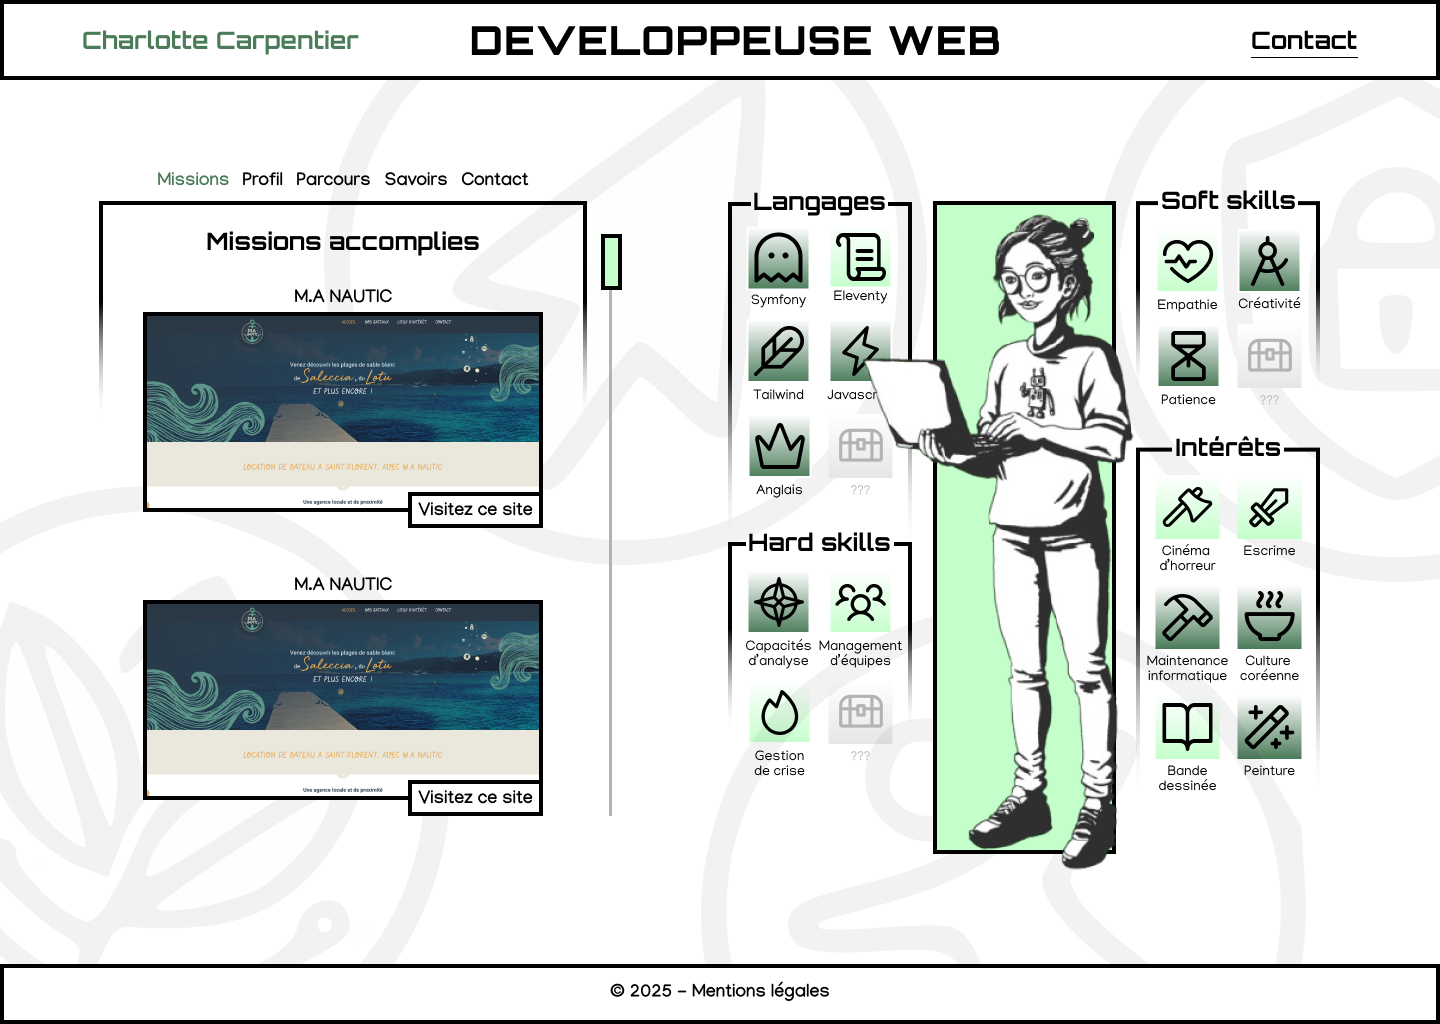 Charlotte Carpentier
DEVELOPPEUSE WEB
Contact
Missions Profil Parcours Savoirs Contact
Missions accomplies
M.A NAUTIC
ACCUEIL NOS BATEAUX LIEUX D'INTÉRÊT CONTACT
Venez découvrir les plages de sable blanc
de Saleccia, du Lotu
ET PLUS ENCORE !
LOCATION DE BATEAU A SAINT-FLORENT, AVEC M.A NAUTIC
Une agence locale et de proximité
Visitez ce site
M.A NAUTIC
ACCUEIL NOS BATEAUX LIEUX D'INTÉRÊT CONTACT
Venez découvrir les plages de sable blanc
de Saleccia, du Lotu
ET PLUS ENCORE !
LOCATION DE BATEAU A SAINT-FLORENT, AVEC M.A NAUTIC
Une agence locale et de proximité
Visitez ce site
Langages
Symfony
Eleventy
Tailwind
Javascr
Anglais
???
Hard skills
Capacités
d'analyse
Management
d'équipes
Gestion
de crise
???
Soft skills
Empathie
Créativité
Patience
???
Intérêts
Cinéma
d'horreur
Escrime
Maintenance
informatique
Culture
coréenne
Bande
dessinée
Peinture
© 2025 - Mentions légales